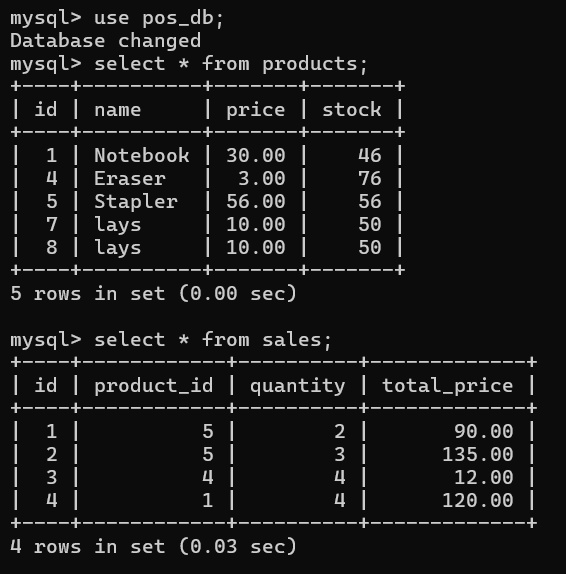 mysql> use pos_db;
Database changed
mysql> select * from products;
+----+----------+-------+-------+
| id | name     | price | stock |
+----+----------+-------+-------+
|  1 | Notebook | 30.00 |    46 |
|  4 | Eraser   |  3.00 |    76 |
|  5 | Stapler  | 56.00 |    56 |
|  7 | lays     | 10.00 |    50 |
|  8 | lays     | 10.00 |    50 |
+----+----------+-------+-------+
5 rows in set (0.00 sec)

mysql> select * from sales;
+----+------------+----------+-------------+
| id | product_id | quantity | total_price |
+----+------------+----------+-------------+
|  1 |          5 |        2 |       90.00 |
|  2 |          5 |        3 |      135.00 |
|  3 |          4 |        4 |       12.00 |
|  4 |          1 |        4 |      120.00 |
+----+------------+----------+-------------+
4 rows in set (0.03 sec)